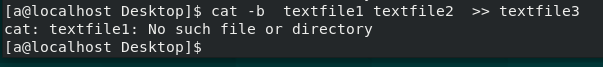 [a@localhost Desktop]$ cat -b  textfile1 textfile2  >> textfile3
cat: textfile1: No such file or directory
[a@localhost Desktop]$